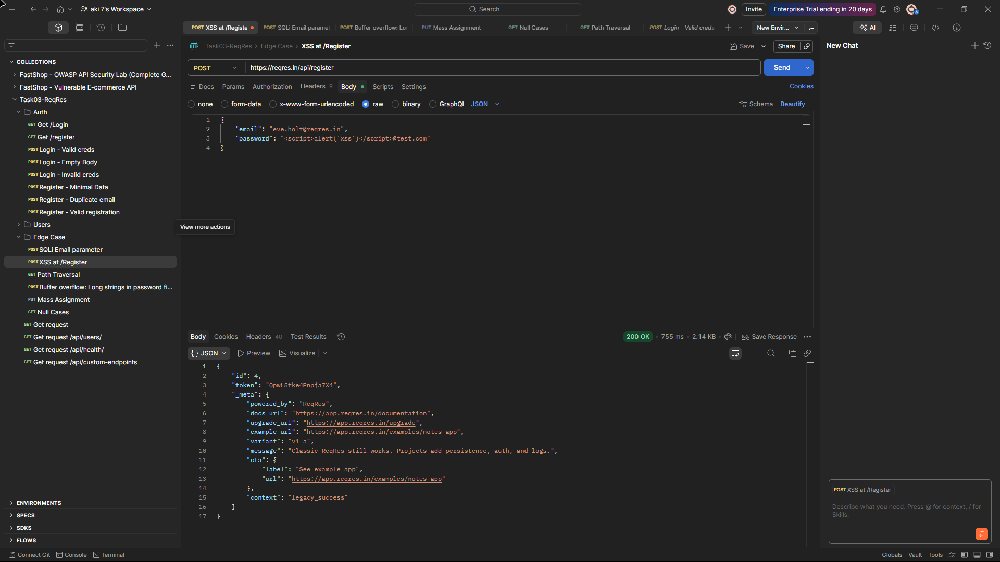 aki 7's Workspace
Search
Invite
Enterprise Trial ending in 20 days
POST XSS at /Registe
POST SQLi Email paramet
POST Buffer overflow: Lo
PUT Mass Assignment
GET Null Cases
GET Path Traversal
POST Login - Valid creds
New Envir...
AI
HTTP Task03-ReqRes > Edge Case > XSS at /Register
Save
Share
New Chat
COLLECTIONS
FastShop - OWASP API Security Lab (Complete G...
FastShop - Vulnerable E-commerce API
Task03-ReqRes
Auth
GET Get /Login
GET Get /register
POST Login - Valid creds
POST Login - Empty Body
POST Login - Invalid creds
POST Register - Minimal Data
POST Register - Duplicate email
POST Register - Valid registration
Users
Edge Case
POST SQLi Email parameter
POST XSS at /Register
GET Path Traversal
POST Buffer overflow: Long strings in password fi...
PUT Mass Assignment
GET Null Cases
GET Get request
GET Get request /api/users/
GET Get request /api/health/
GET Get request /api/custom-endpoints
View more actions
ENVIRONMENTS
SPECS
SDKS
FLOWS
POST
https://reqres.in/api/register
Send
Docs Params Authorization Headers 9 Body Scripts Settings
Cookies
none form-data x-www-form-urlencoded raw binary GraphQL JSON
Schema Beautify
1 {
2 "email": "eve.holt@reqres.in",
3 "password": "<script>alert('xss')</script>@test.com"
4 }
Body Cookies Headers 40 Test Results
200 OK • 755 ms • 2.14 KB
e.g. Save Response
{} JSON Preview Visualize
1 {
2 "id": 4,
3 "token": "QpwL5tke4Pnpja7X4",
4 "_meta": {
5 "powered_by": "ReqRes",
6 "docs_url": "https://app.reqres.in/documentation",
7 "upgrade_url": "https://app.reqres.in/upgrade",
8 "example_url": "https://app.reqres.in/examples/notes-app",
9 "variant": "v1_a",
10 "message": "Classic ReqRes still works. Projects add persistence, auth, and logs.",
11 "cta": {
12 "label": "See example app",
13 "url": "https://app.reqres.in/examples/notes-app"
14 },
15 "context": "legacy_success"
16 }
17 }
POST XSS at /Register
Describe what you need. Press @ for context, / for
Skills.
Connect Git Console Terminal
Globals Vault Tools